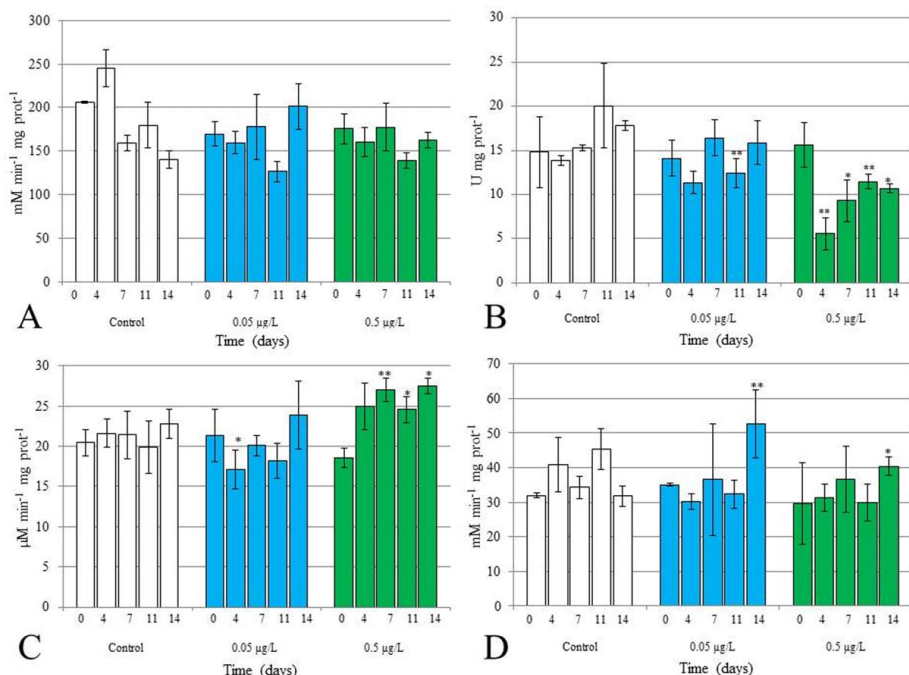 300
250
200
150
100
50
0
mM min-1 mg prot-1
0 4 7 11 14 0 4 7 11 14 0 4 7 11 14
Control 0.05 µg/L 0.5 µg/L
Time (days)
A
30
25
20
15
10
5
0
U mg prot-1
** ** * ** *
0 4 7 11 14 0 4 7 11 14 0 4 7 11 14
Control 0.05 µg/L 0.5 µg/L
Time (days)
B
30
25
20
15
10
5
0
µM min-1 mg prot-1
* ** * *
0 4 7 11 14 0 4 7 11 14 0 4 7 11 14
Control 0.05 µg/L 0.5 µg/L
Time (days)
C
70
60
50
40
30
20
10
0
mM min-1 mg prot-1
** *
0 4 7 11 14 0 4 7 11 14 0 4 7 11 14
Control 0.05 µg/L 0.5 µg/L
Time (days)
D